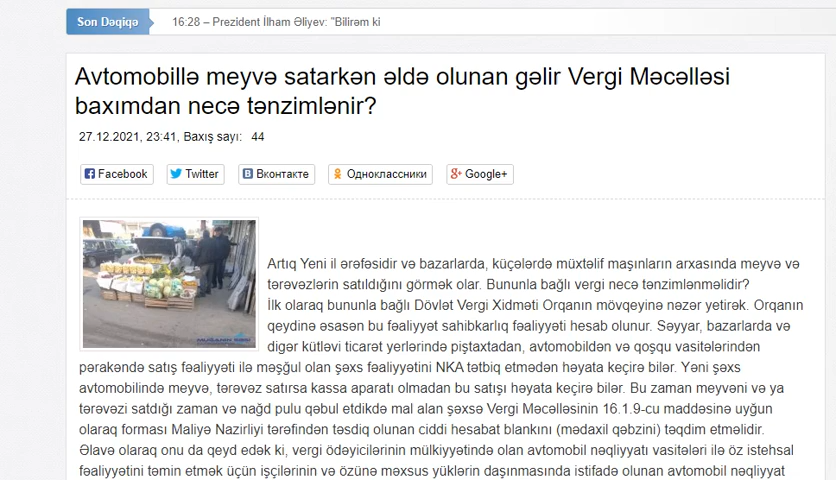 Son Dəqiqə
16:28 – Prezident İlham Əliyev: "Bilirəm ki
Avtomobillə meyvə satarkən əldə olunan gəlir Vergi Məcəlləsi
baxımdan necə tənzimlənir?
27.12.2021, 23:41, Baxış sayı: 44
Facebook Twitter Вконтакте Одноклассники Google+
Artıq Yeni il ərəfəsidir və bazarlarda, küçələrdə müxtəlif maşınların arxasında meyvə və
tərəvəzlərin satıldığını görmək olar. Bununla bağlı vergi necə tənzimlənməlidir?
İlk olaraq bununla bağlı Dövlət Vergi Xidməti Orqanın mövqeyinə nəzər yetirək. Orqanın
qeydinə əsasən bu fəaliyyət sahibkarlıq fəaliyyəti hesab olunur. Səyyar, bazarlarda və
digər kütləvi ticarət yerlərində piştaxtadan, avtomobildən və qoşqu vasitələrindən
pərakəndə satış fəaliyyəti ilə məşğul olan şəxs fəaliyyətini NKA tətbiq etmədən həyata keçirə bilər. Yəni şəxs
avtomobilində meyvə, tərəvəz satırsa kassa aparatı olmadan bu satışı həyata keçirə bilər. Bu zaman meyvəni və ya
tərəvəzi satdığı zaman və nağd pulu qəbul etdikdə mal alan şəxsə Vergi Məcəlləsinin 16.1.9-cu maddəsinə uyğun
olaraq forması Maliyə Nazirliyi tərəfindən təsdiq olunan ciddi hesabat blankını (mədaxil qəbzini) təqdim etməlidir.
Əlavə olaraq onu da qeyd edək ki, vergi ödəyicilərinin mülkiyyətində olan avtomobil nəqliyyatı vasitələri ilə öz istehsal
fəaliyyətini təmin etmək üçün işçilərinin və özünə məxsus yüklərin daşınmasında istifadə olunan avtomobil nəqliyyat